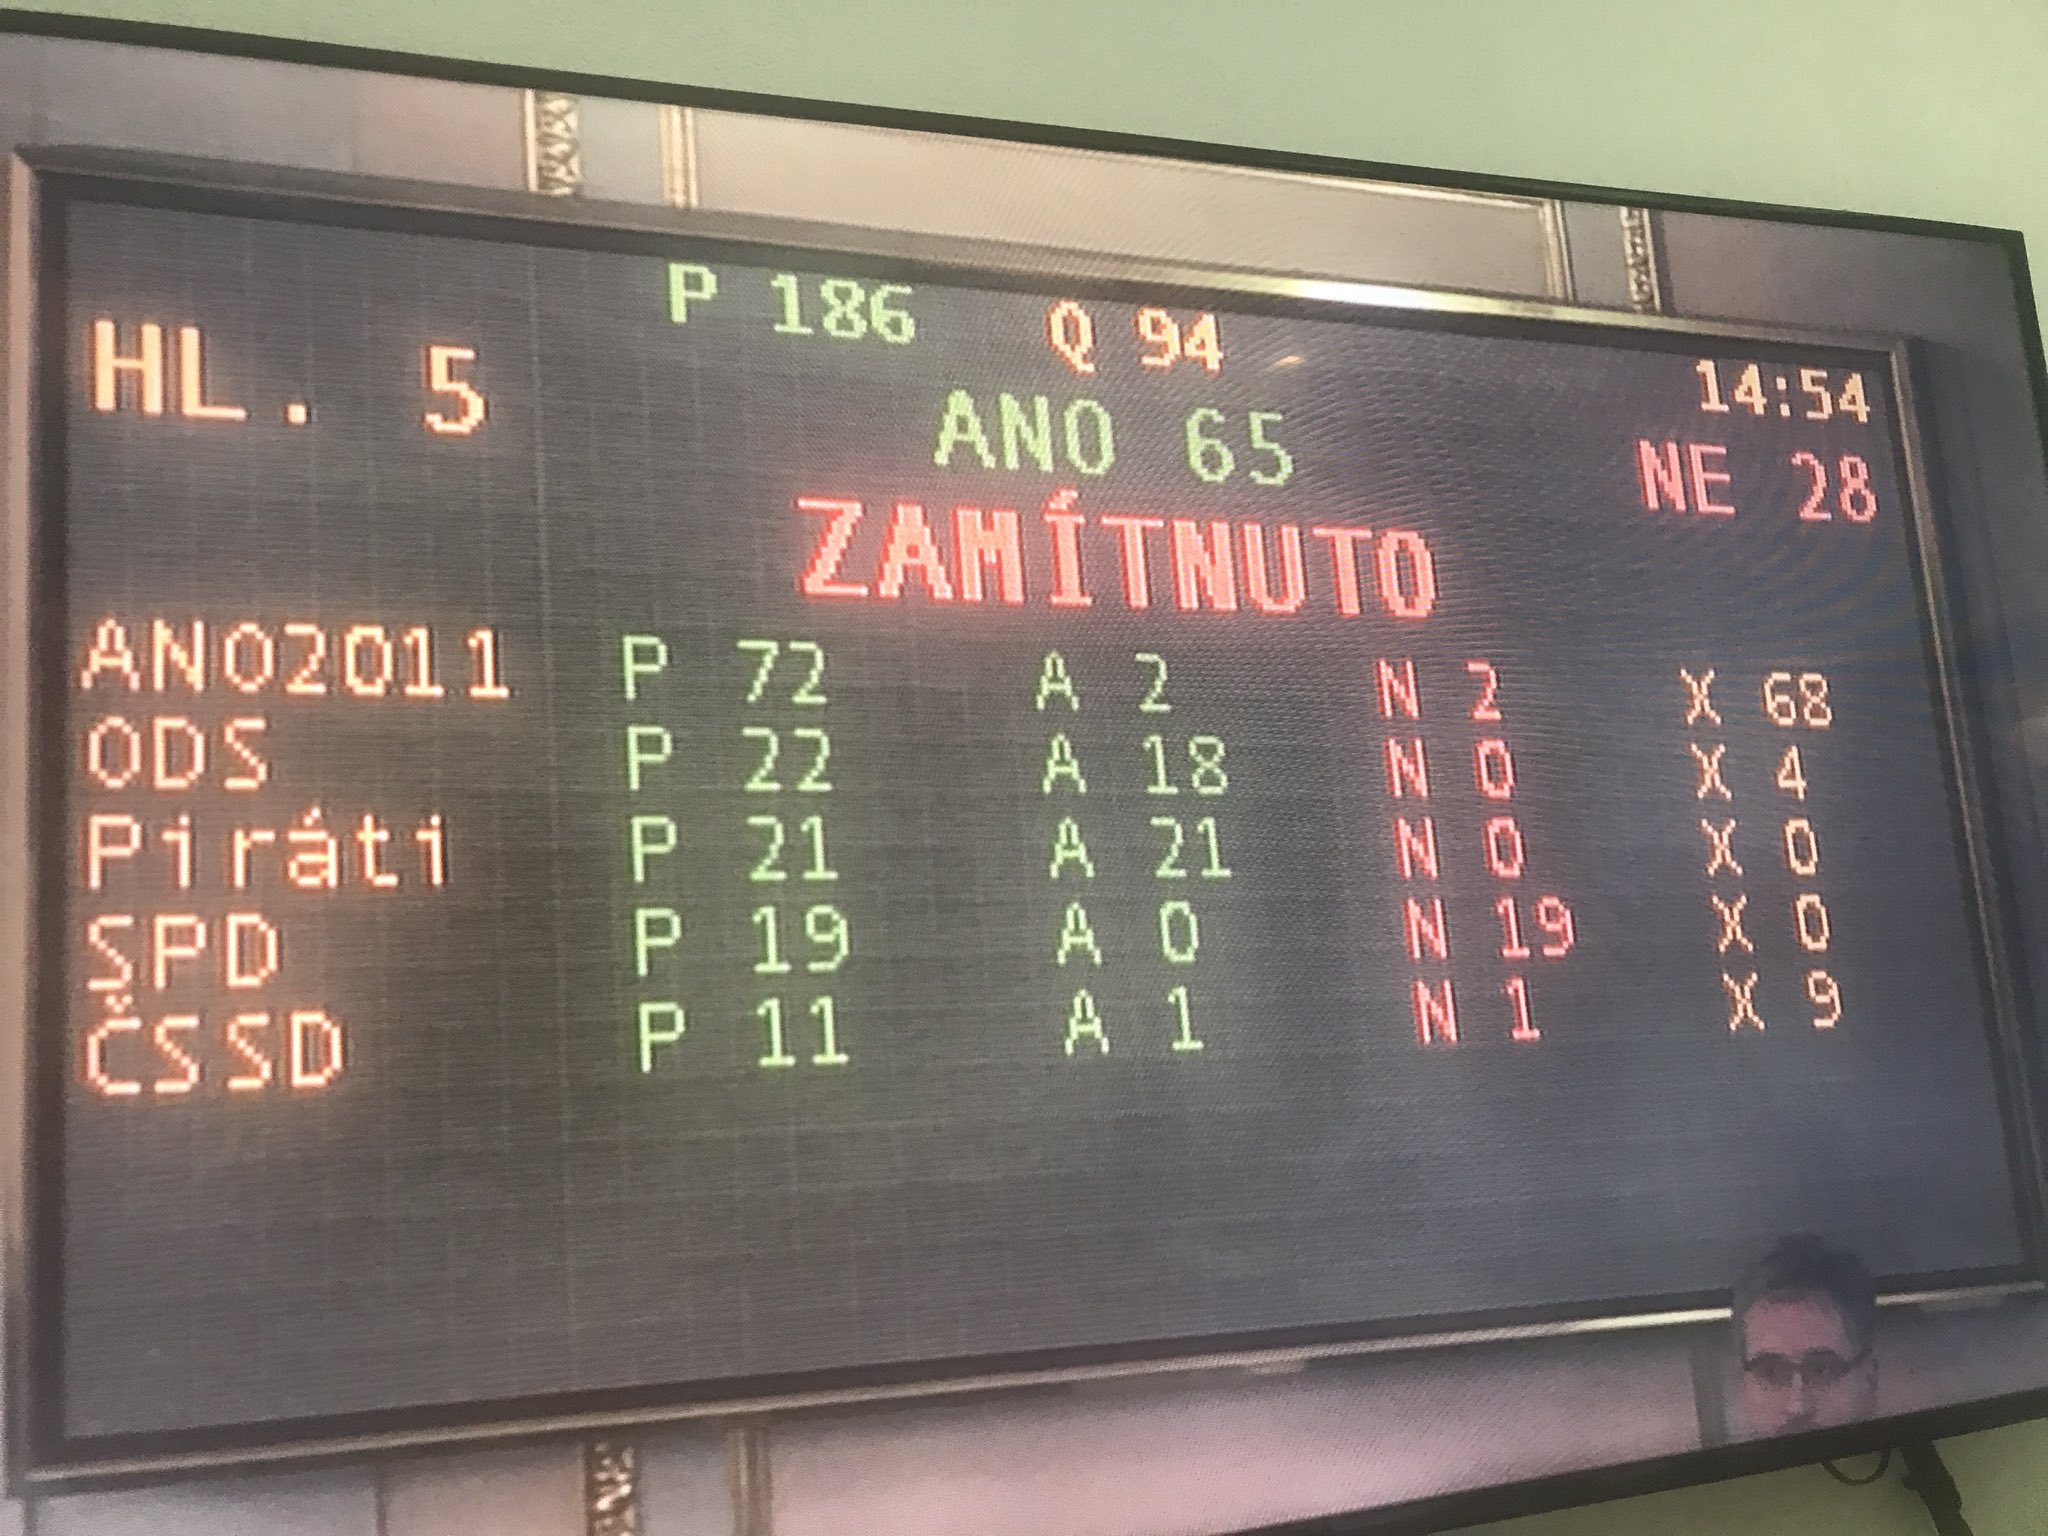 P 186 Q 94
HL. 5 14:54
ANO 65 NE 28
ZAMÍTNUTO
ANO2011 P 72 A 2 N 2 X 68
ODS P 22 A 18 N 0 X 4
Piráti P 21 A 21 N 0 X 0
SPD P 19 A 0 N 19 X 0
ČSSD P 11 A 1 N 1 X 9